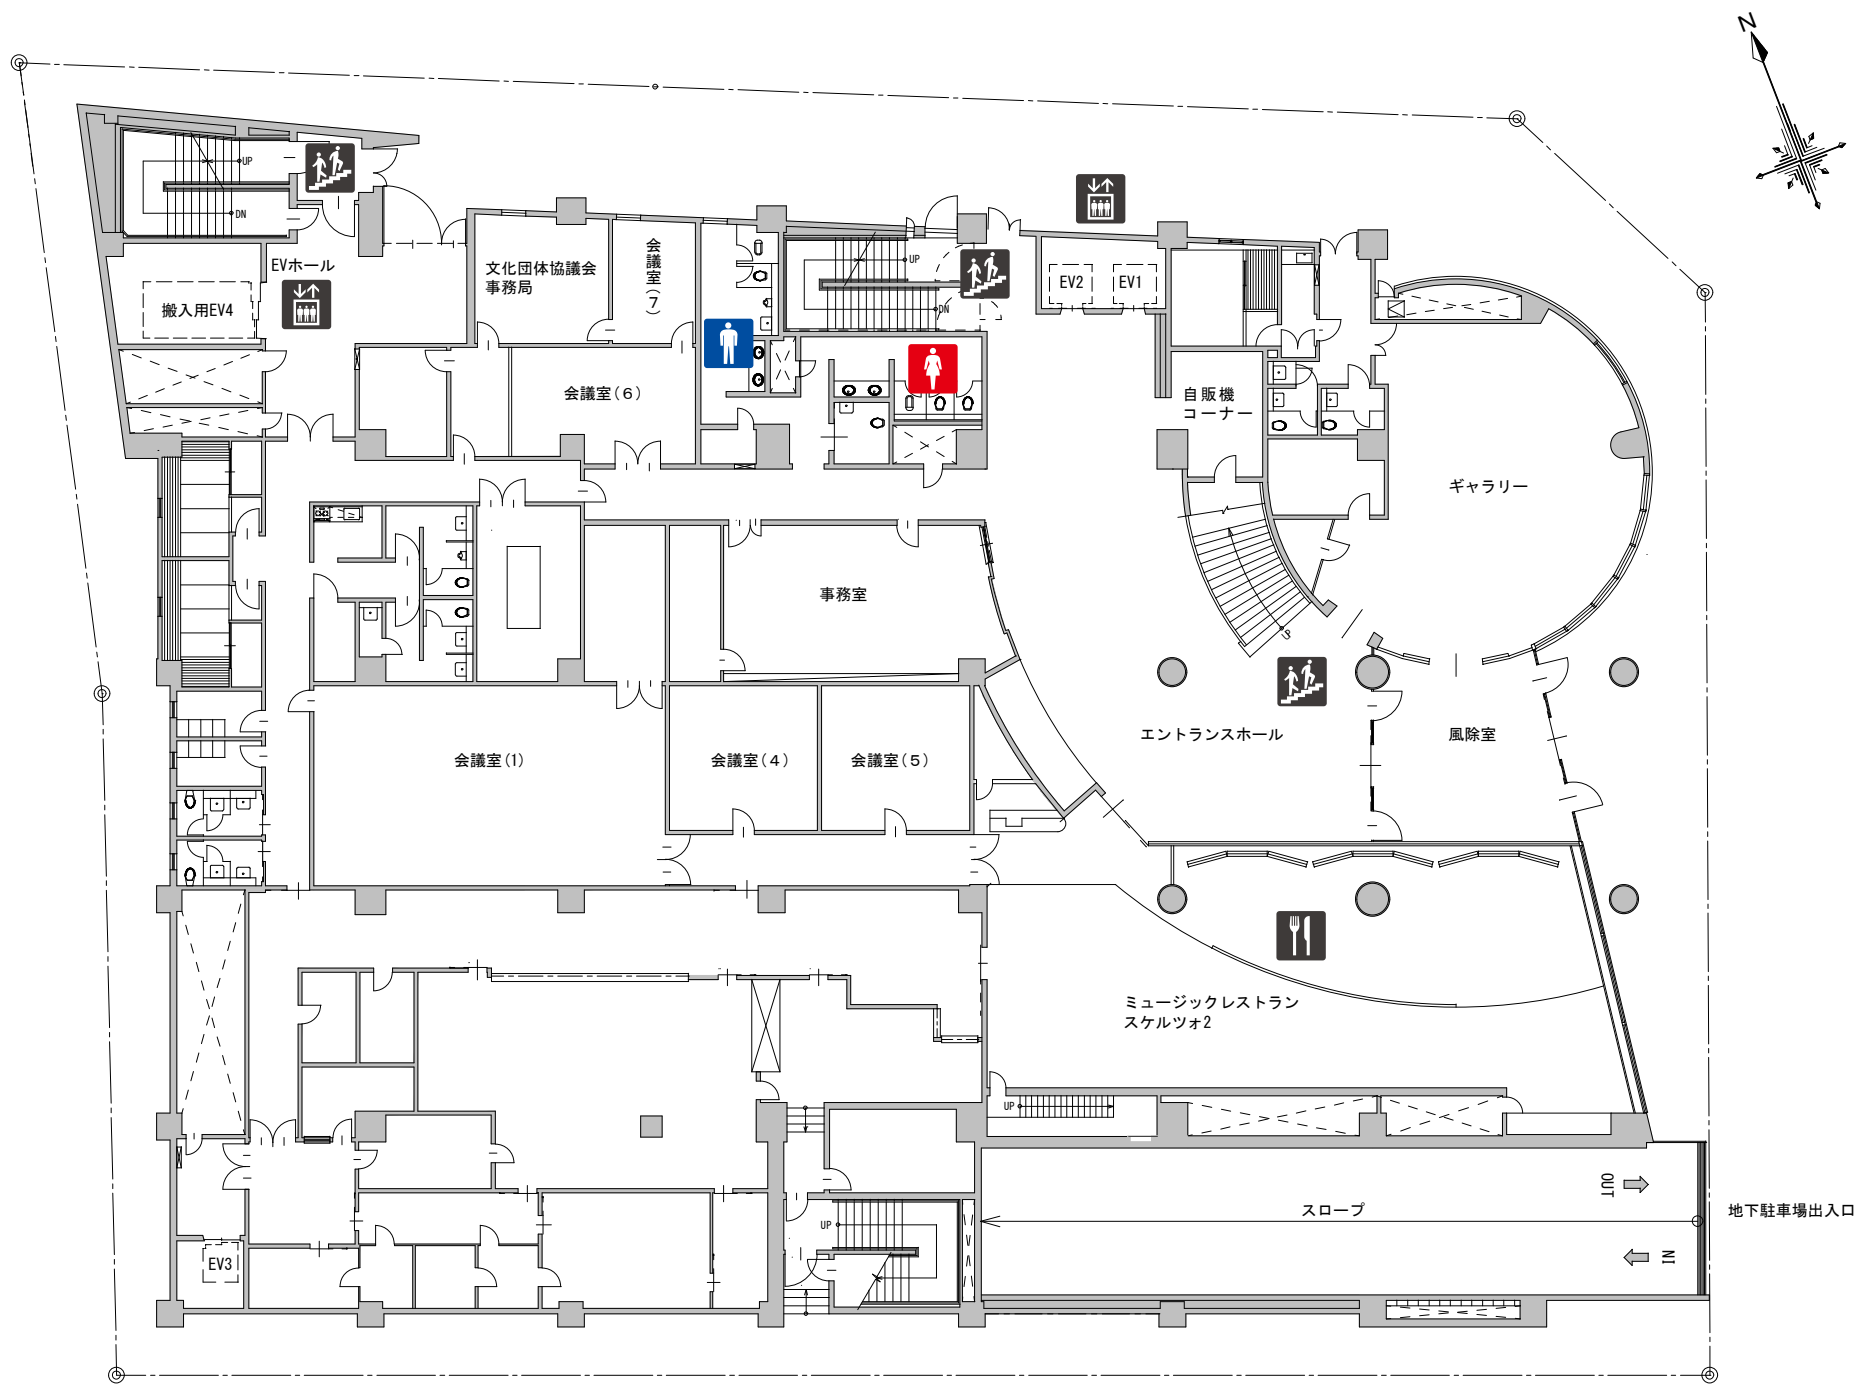 N
UP
DN
EVホール
搬入用EV4
文化団体協議会
事務局
会議室(7)
UP
DN
EV2
EV1
会議室(6)
自販機
コーナー
ギャラリー
事務室
UP
会議室(1)
会議室(4)
会議室(5)
エントランスホール
風除室
ミュージックレストラン
スケルツォ2
UP
OUT
スロープ
地下駐車場出入口
IN
UP
EV3